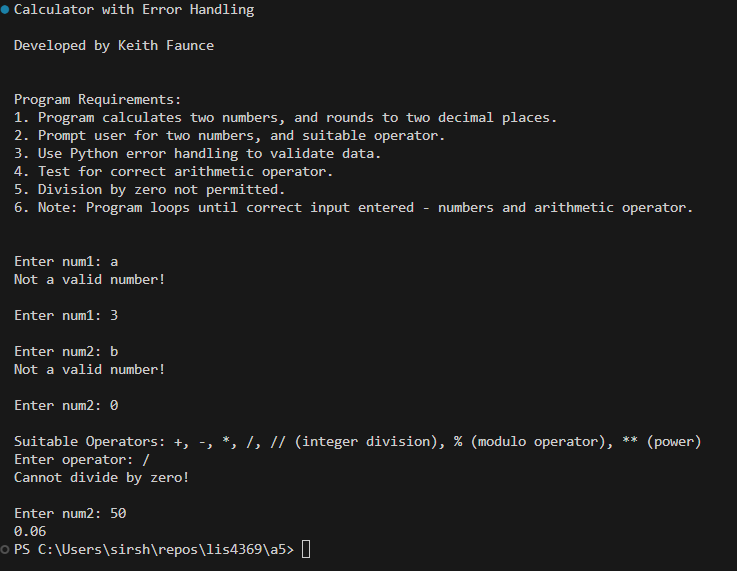 Calculator with Error Handling
Developed by Keith Faunce
Program Requirements:
1. Program calculates two numbers, and rounds to two decimal places.
2. Prompt user for two numbers, and suitable operator.
3. Use Python error handling to validate data.
4. Test for correct arithmetic operator.
5. Division by zero not permitted.
6. Note: Program loops until correct input entered - numbers and arithmetic operator.
Enter num1: a
Not a valid number!
Enter num1: 3
Enter num2: b
Not a valid number!
Enter num2: 0
Suitable Operators: +, -, *, /, // (integer division), % (modulo operator), ** (power)
Enter operator: /
Cannot divide by zero!
Enter num2: 50
0.06
PS C:\Users\sirsh\repos\lis4369\a5>